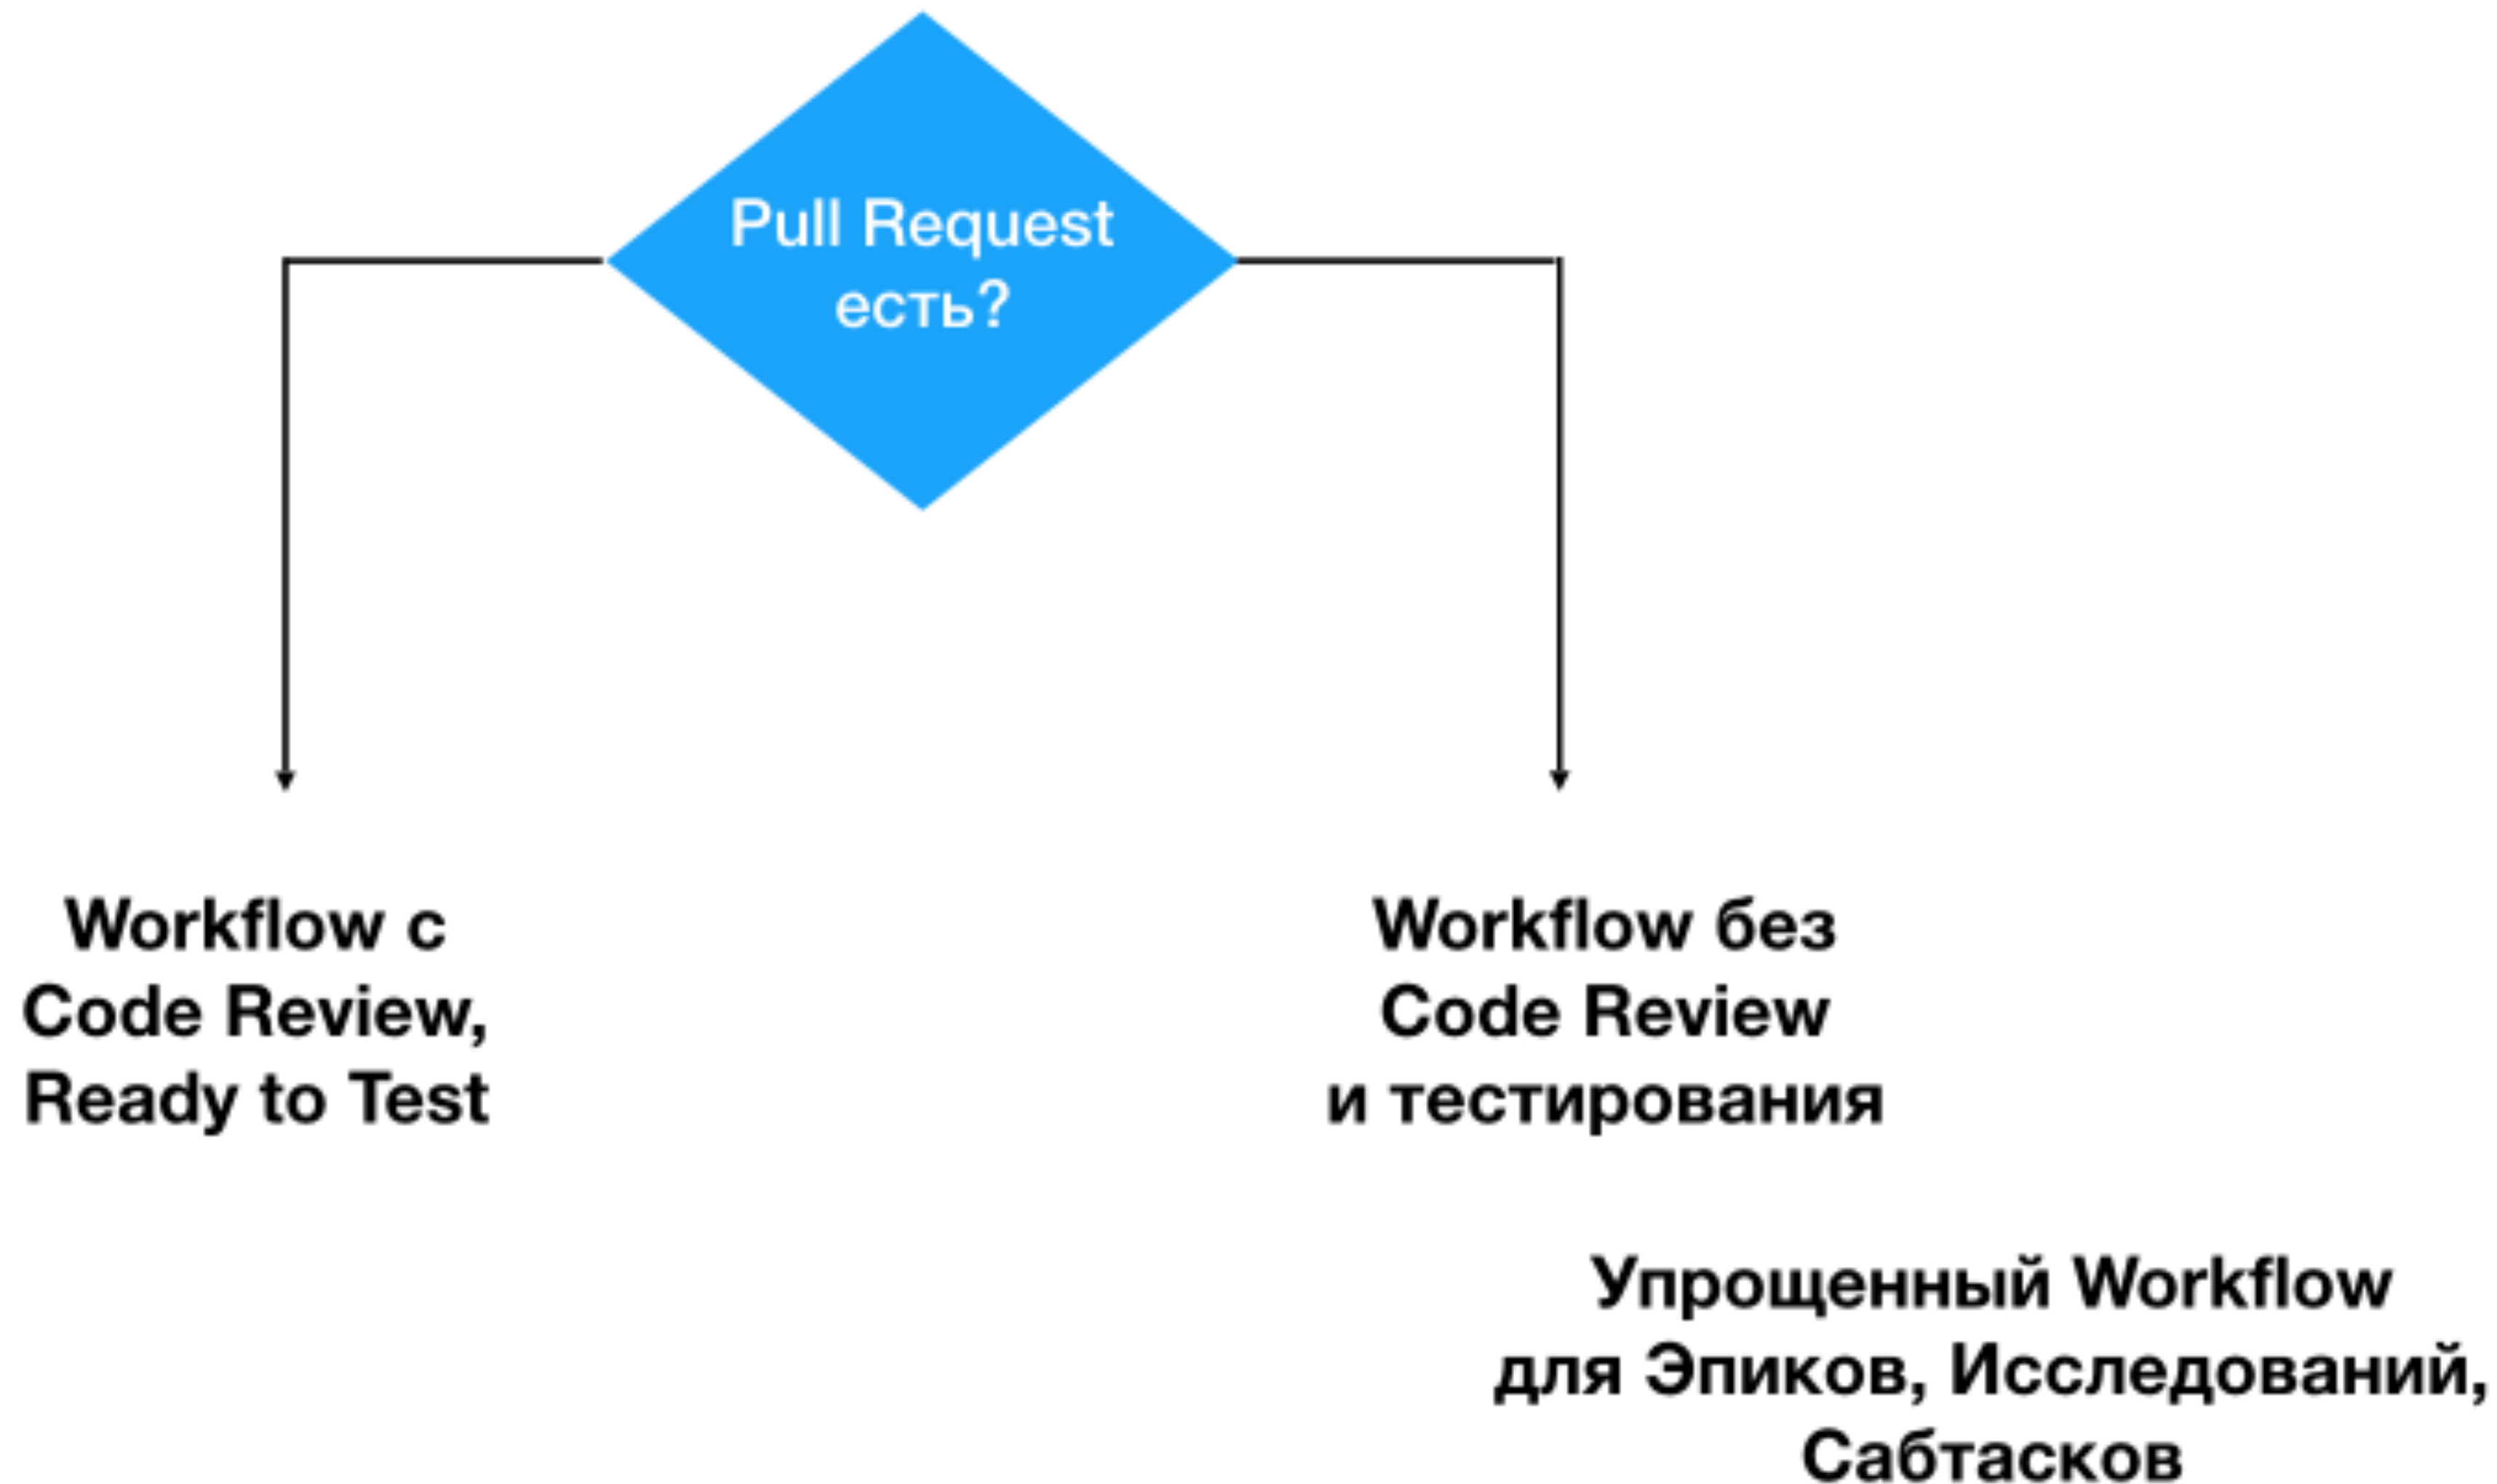 Pull Request
есть?
Workflow с
Code Review,
Ready to Test
Workflow без
Code Review
и тестирования
Упрощенный Workflow
для Эпиков, Исследований,
Сабтасков